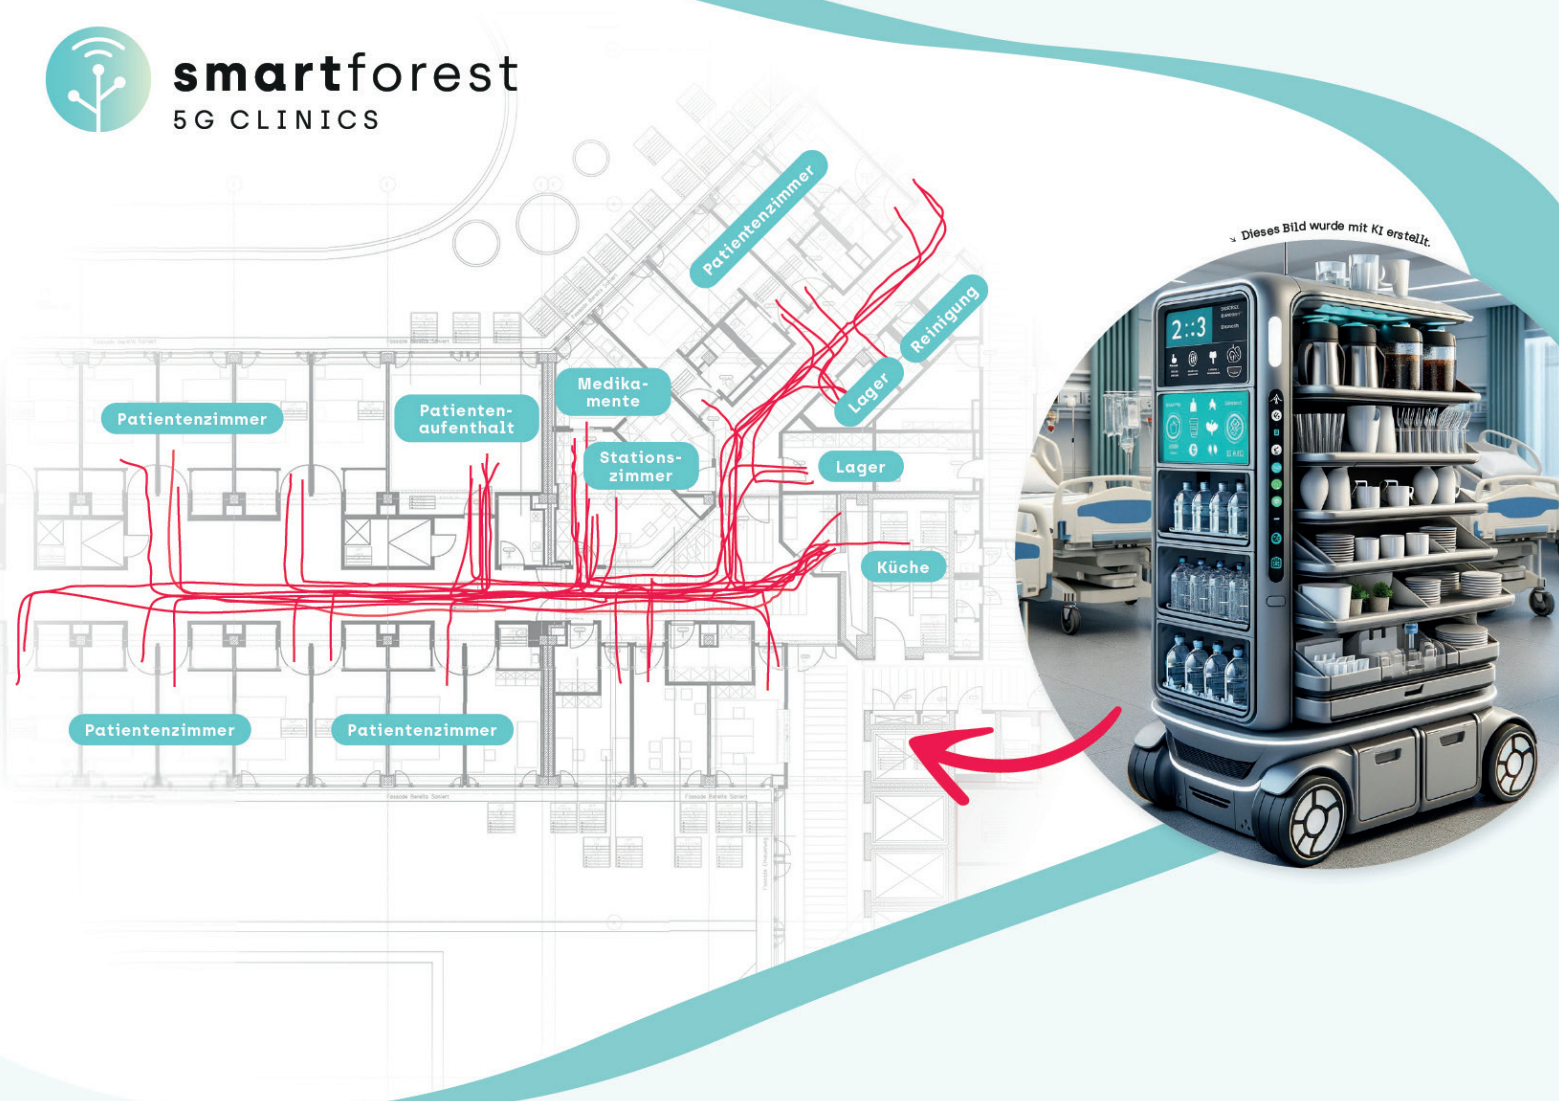 smartforest
5G CLINICS
Dieses Bild wurde mit KI erstellt.
Patientenzimmer
Reinigung
Lager
Medika-
mente
Patienten-
aufenthalt
Patientenzimmer
Stations-
zimmer
Lager
Küche
Patientenzimmer
Patientenzimmer
2::3